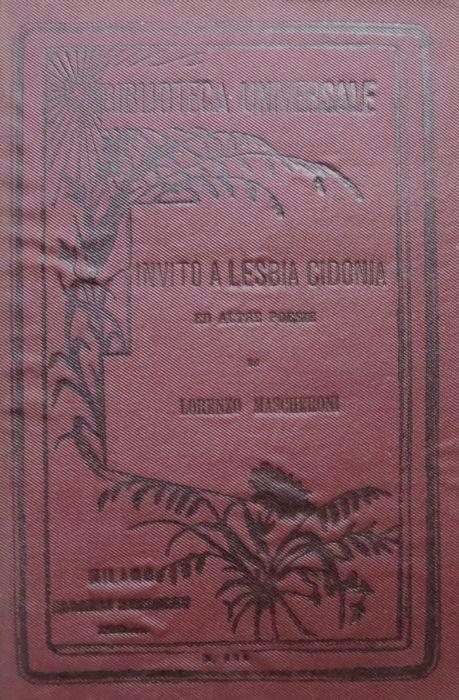 BIBLIOTECA UNIVERSALE
INVITO A LESBIA CIDONIA
ED ALTRE POESIE
DI
LORENZO MASCHERONI
MILANO